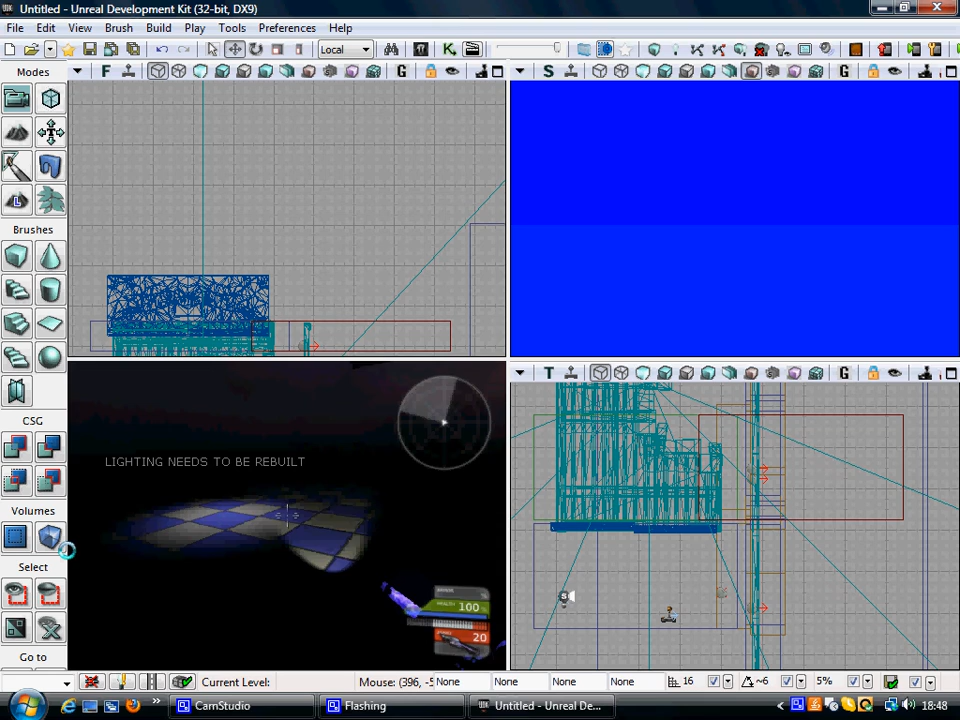 Untitled - Unreal Development Kit (32-bit, DX9)
File Edit View Brush Build Play Tools Preferences Help
Local
Modes
F
G
S
G
Brushes
CSG
LIGHTING NEEDS TO BE REBUILT
T
G
Volumes
Select
100
20
Go to
Current Level:
Mouse: (396, -5
None
None
None
None
16
~6
5%
CamStudio
Flashing
Untitled - Unreal De...
18:48